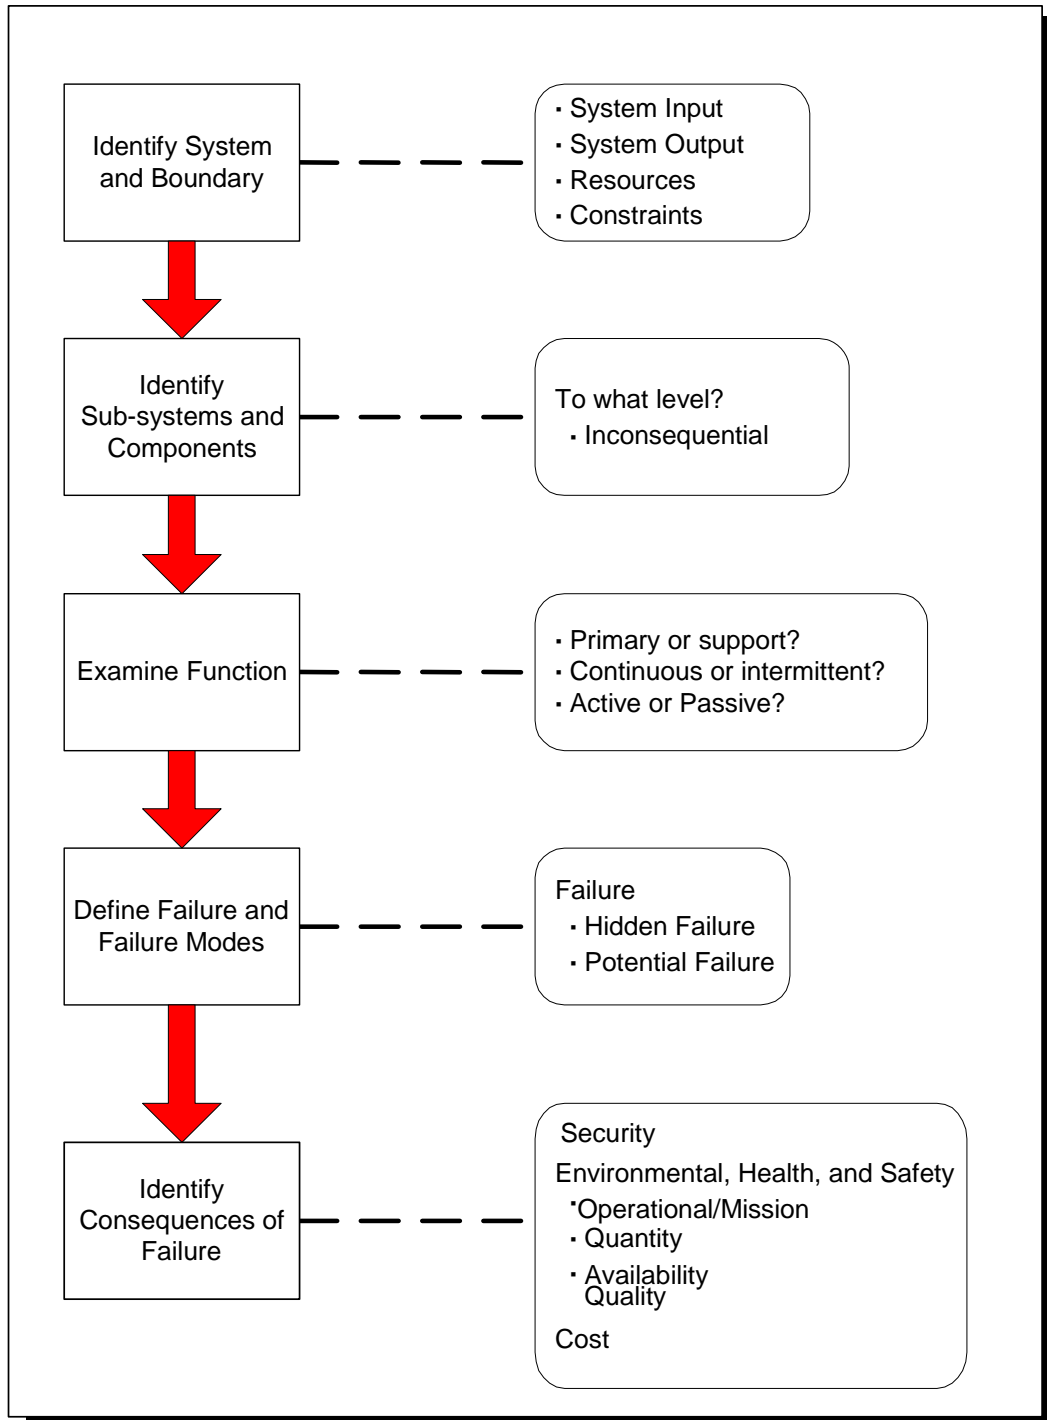 Identify System
and Boundary
· System Input
· System Output
· Resources
· Constraints
Identify
Sub-systems and
Components
To what level?
· Inconsequential
Examine Function
· Primary or support?
· Continuous or intermittent?
· Active or Passive?
Define Failure and
Failure Modes
Failure
· Hidden Failure
· Potential Failure
Identify
Consequences of
Failure
Security
Environmental, Health, and Safety
· Operational/Mission
· Quantity
· Availability
Quality
Cost